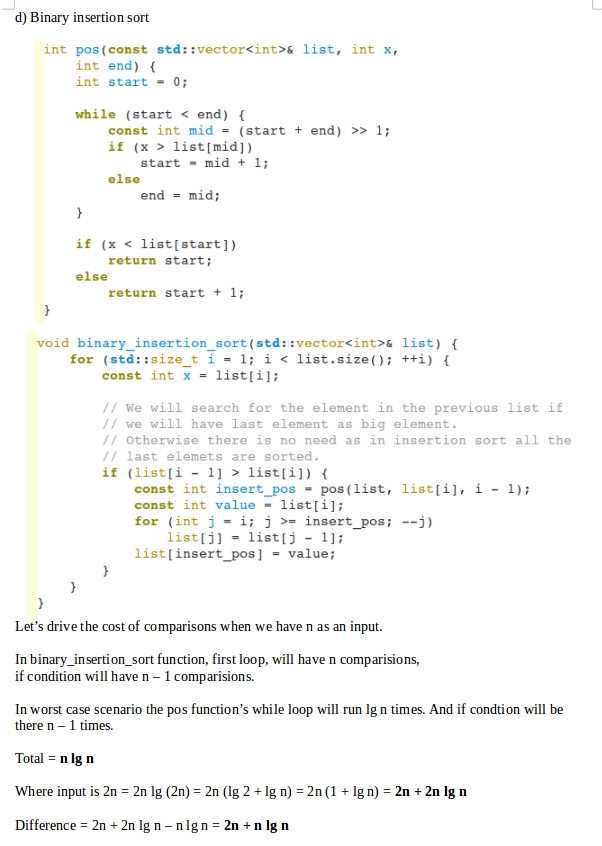 d) Binary insertion sort
int pos(const std::vector<int>& list, int x,
int end) {
int start = 0;
while (start < end) {
const int mid = (start + end) >> 1;
if (x > list[mid])
start = mid + 1;
else
end = mid;
}
if (x < list[start])
return start;
else
return start + 1;
}
void binary_insertion_sort(std::vector<int>& list) {
for (std::size_t i = 1; i < list.size(); ++i) {
const int x = list[i];
// We will search for the element in the previous list if
// we will have last element as big element.
// Otherwise there is no need as in insertion sort all the
// last elemets are sorted.
if (list[i - 1] > list[i]) {
const int insert_pos = pos(list, list[i], i - 1);
const int value = list[i];
for (int j = i; j >= insert_pos; --j)
list[j] = list[j - 1];
list[insert_pos] = value;
}
}
}
Let's drive the cost of comparisons when we have n as an input.
In binary_insertion_sort function, first loop, will have n comparisions,
if condition will have n – 1 comparisions.
In worst case scenario the pos function's while loop will run lg n times. And if condtion will be
there n – 1 times.
Total = n lg n
Where input is 2n = 2n lg (2n) = 2n (lg 2 + lg n) = 2n (1 + lg n) = 2n + 2n lg n
Difference = 2n + 2n lg n – n lg n = 2n + n lg n